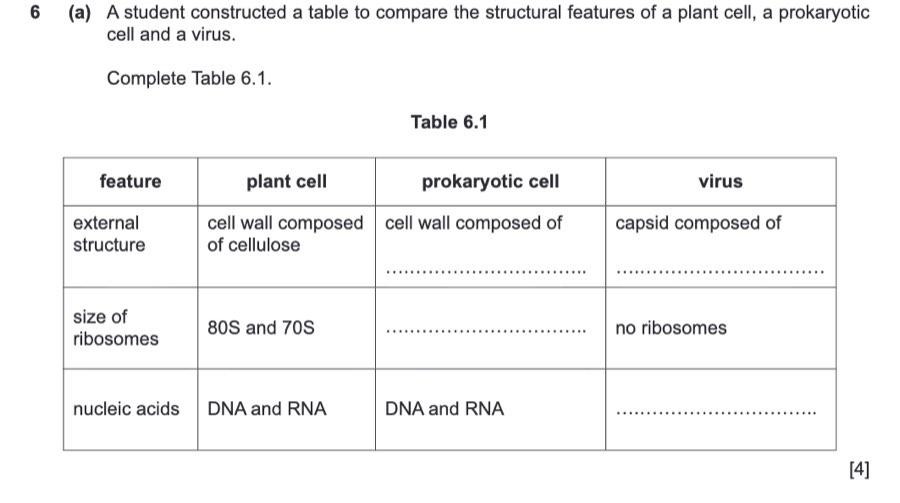 6 (a) A student constructed a table to compare the structural features of a plant cell, a prokaryotic
cell and a virus.
Complete Table 6.1.
Table 6.1
feature plant cell prokaryotic cell virus
external structure cell wall composed of cellulose cell wall composed of .................................. capsid composed of ...................................
size of ribosomes 80S and 70S .................................. no ribosomes
nucleic acids DNA and RNA DNA and RNA ..................................
[4]